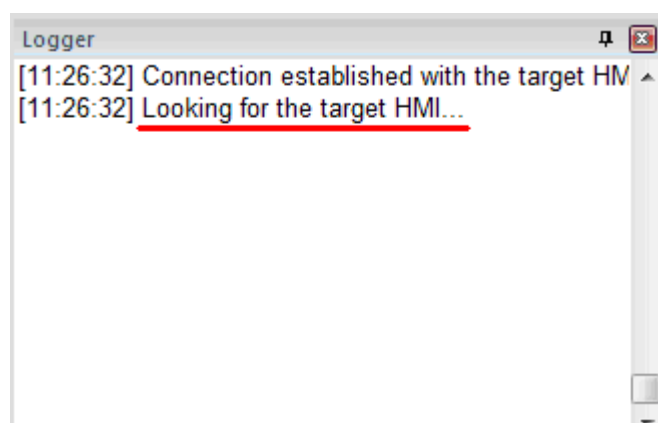 Logger
[11:26:32] Connection established with the target HM
[11:26:32] Looking for the target HMI...